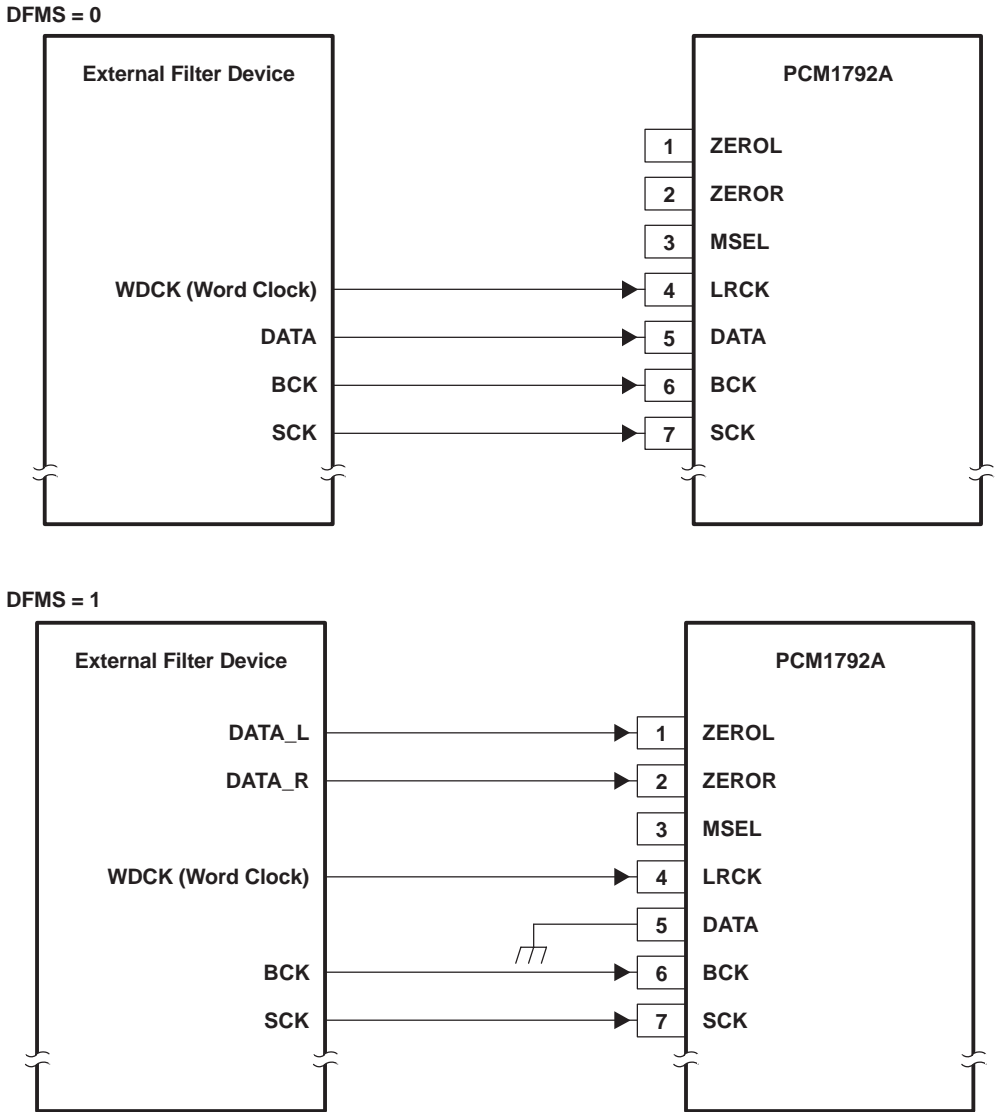 DFMS = 0
External Filter Device
PCM1792A
1 ZEROL
2 ZEROR
3 MSEL
WDCK (Word Clock) 4 LRCK
DATA 5 DATA
BCK 6 BCK
SCK 7 SCK
DFMS = 1
External Filter Device
PCM1792A
DATA_L 1 ZEROL
DATA_R 2 ZEROR
3 MSEL
WDCK (Word Clock) 4 LRCK
5 DATA
BCK 6 BCK
SCK 7 SCK